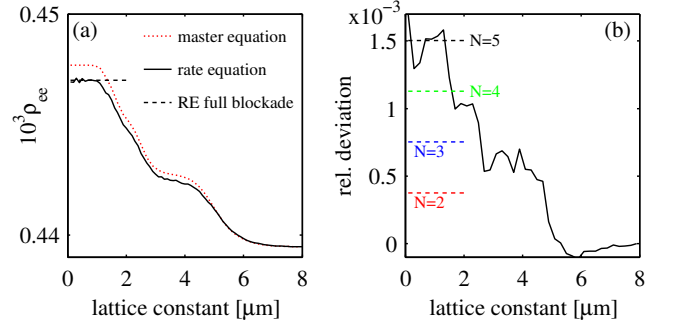 (a)
master equation
rate equation
RE full blockade
0.45
0.44
10³ρee
0 2 4 6 8
lattice constant [μm]
x10⁻³
(b)
1.5
1
0.5
0
rel. deviation
N=5
N=4
N=3
N=2
0 2 4 6 8
lattice constant [μm]